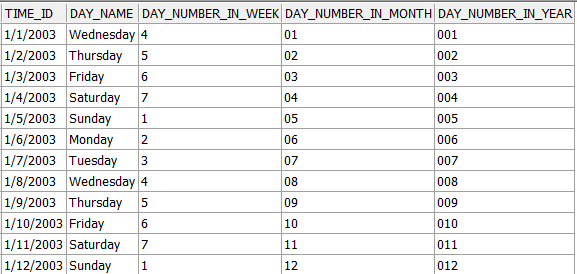 TIME_ID DAY_NAME DAY_NUMBER_IN_WEEK DAY_NUMBER_IN_MONTH DAY_NUMBER_IN_YEAR
1/1/2003 Wednesday 4 01 001
1/2/2003 Thursday 5 02 002
1/3/2003 Friday 6 03 003
1/4/2003 Saturday 7 04 004
1/5/2003 Sunday 1 05 005
1/6/2003 Monday 2 06 006
1/7/2003 Tuesday 3 07 007
1/8/2003 Wednesday 4 08 008
1/9/2003 Thursday 5 09 009
1/10/2003 Friday 6 10 010
1/11/2003 Saturday 7 11 011
1/12/2003 Sunday 1 12 012